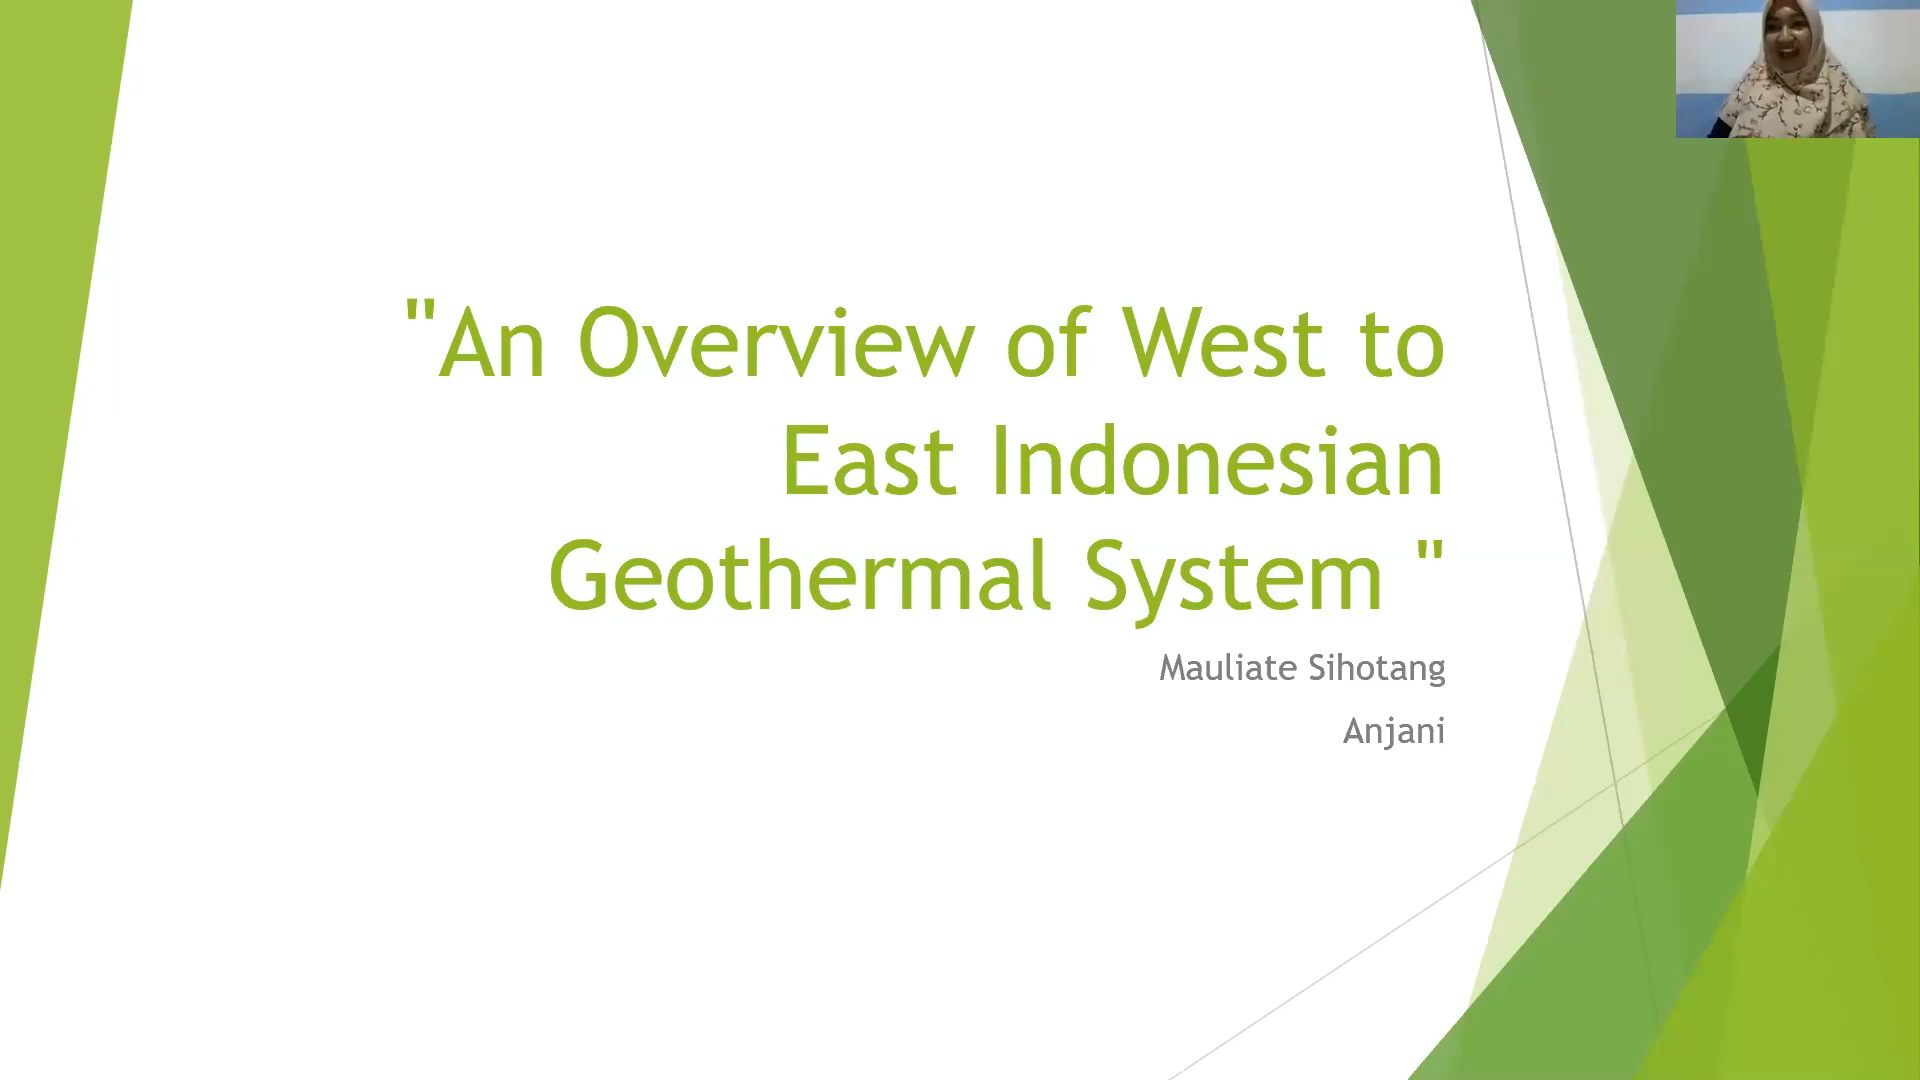 "An Overview of West to
East Indonesian
Geothermal System "
Mauliate Sihotang
Anjani